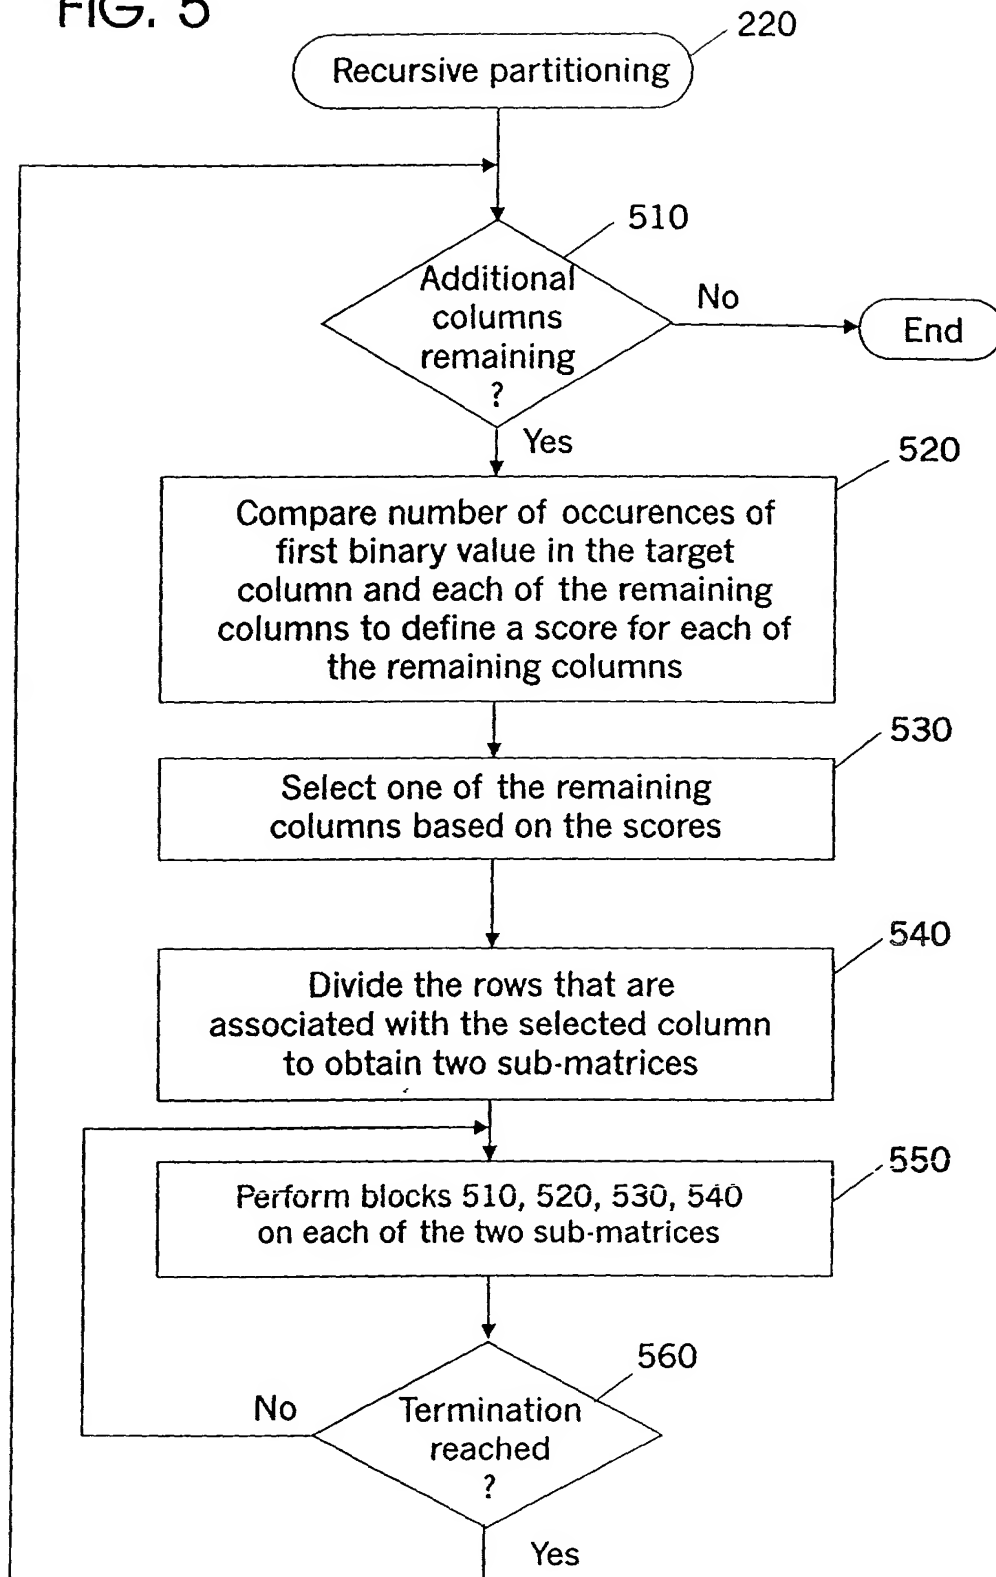 FIG. 5
220
Recursive partitioning
510
Additional
columns
remaining
?
No
End
Yes
520
Compare number of occurences of
first binary value in the target
column and each of the remaining
columns to define a score for each of
the remaining columns
530
Select one of the remaining
columns based on the scores
540
Divide the rows that are
associated with the selected column
to obtain two sub-matrices
550
Perform blocks 510, 520, 530, 540
on each of the two sub-matrices
560
No
Termination
reached
?
Yes